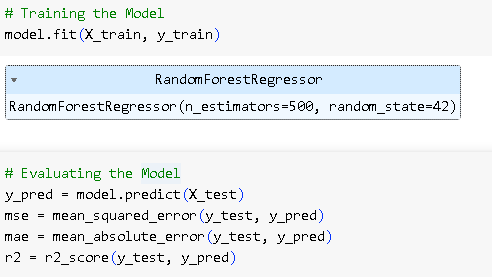 # Training the Model
model.fit(X_train, y_train)
RandomForestRegressor
RandomForestRegressor(n_estimators=500, random_state=42)
# Evaluating the Model
y_pred = model.predict(X_test)
mse = mean_squared_error(y_test, y_pred)
mae = mean_absolute_error(y_test, y_pred)
r2 = r2_score(y_test, y_pred)